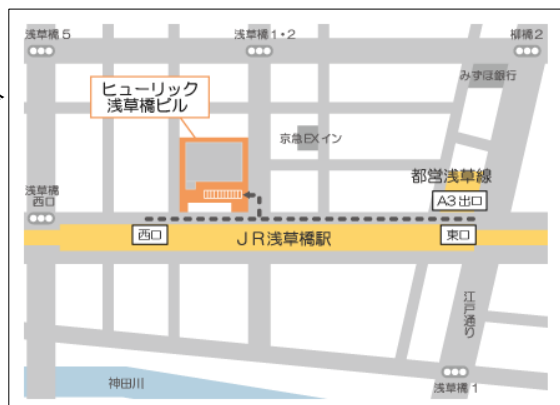 浅草橋5
浅草橋1・2
柳橋2
みずほ銀行
ヒューリック
浅草橋ビル
京急EXイン
都営浅草線
浅草橋
西口
A3出口
西口
JR浅草橋駅
東口
江戸通り
神田川
浅草橋1